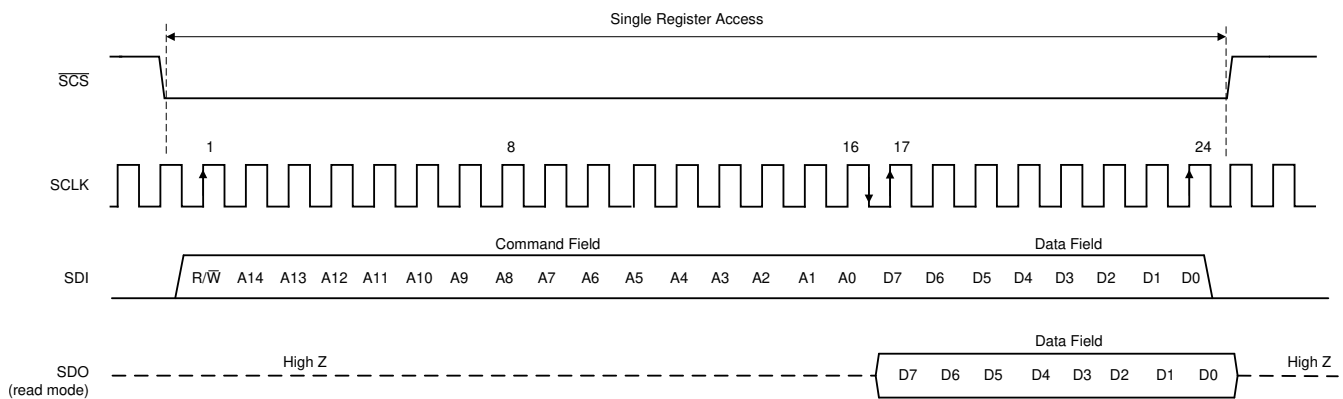 Single Register Access
SCS
1 8 16 17 24
SCLK
Command Field Data Field
SDI R/W A14 A13 A12 A11 A10 A9 A8 A7 A6 A5 A4 A3 A2 A1 A0 D7 D6 D5 D4 D3 D2 D1 D0
Data Field
High Z High Z
SDO D7 D6 D5 D4 D3 D2 D1 D0
(read mode)